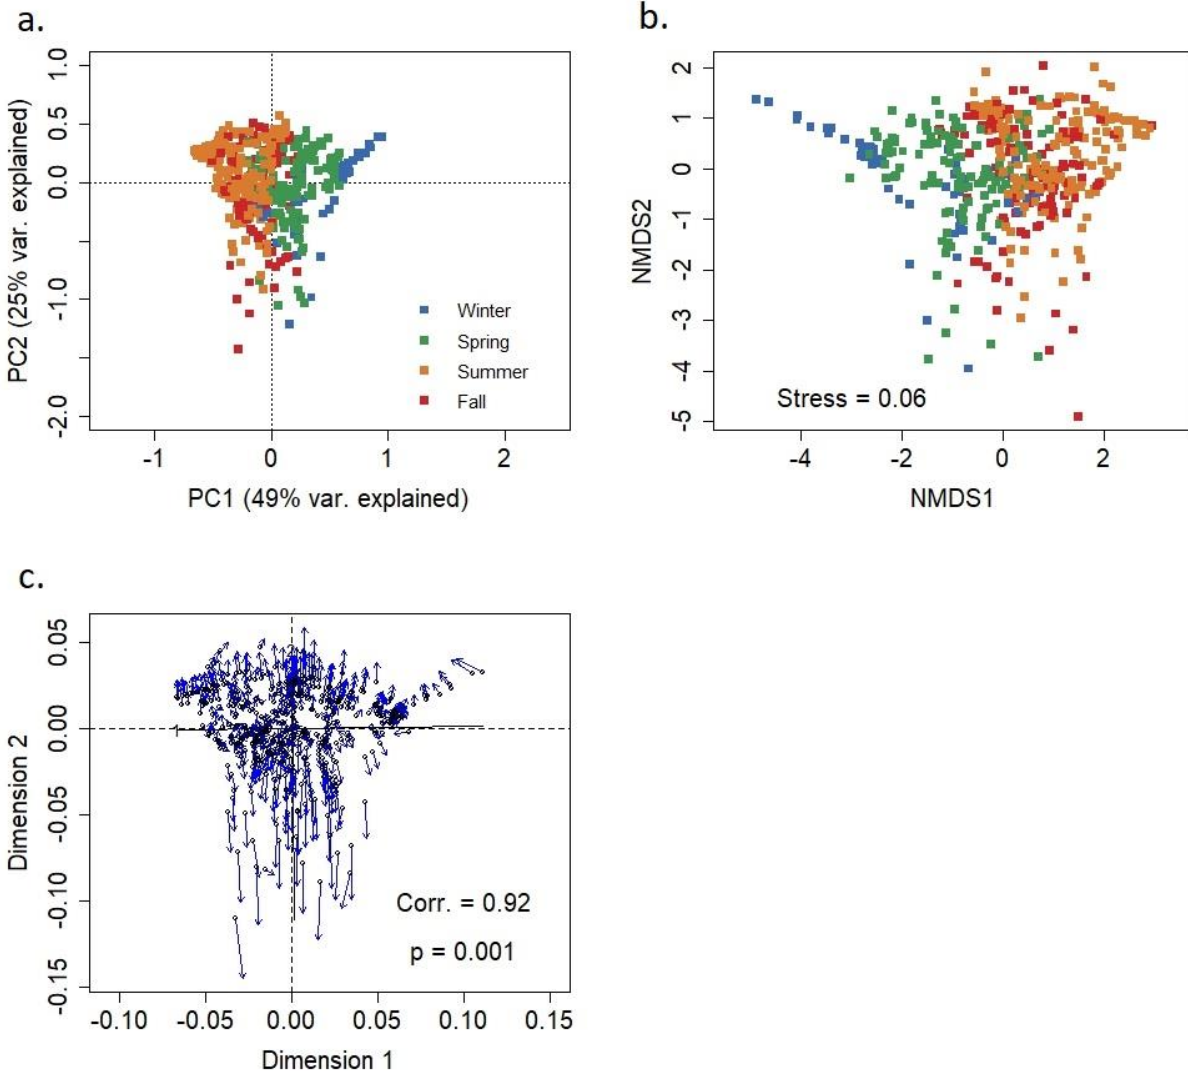 a.
PC2 (25% var. explained)
1.0
0.5
0.0
-1.0
-2.0
Winter
Spring
Summer
Fall
-1
0
1
2
PC1 (49% var. explained)
b.
NMDS2
2
1
0
-1
-2
-3
-4
-5
Stress = 0.06
-4
-2
0
2
NMDS1
c.
Dimension 2
0.05
0.00
-0.05
-0.10
-0.15
Corr. = 0.92
p = 0.001
-0.10
-0.05
0.00
0.05
0.10
0.15
Dimension 1